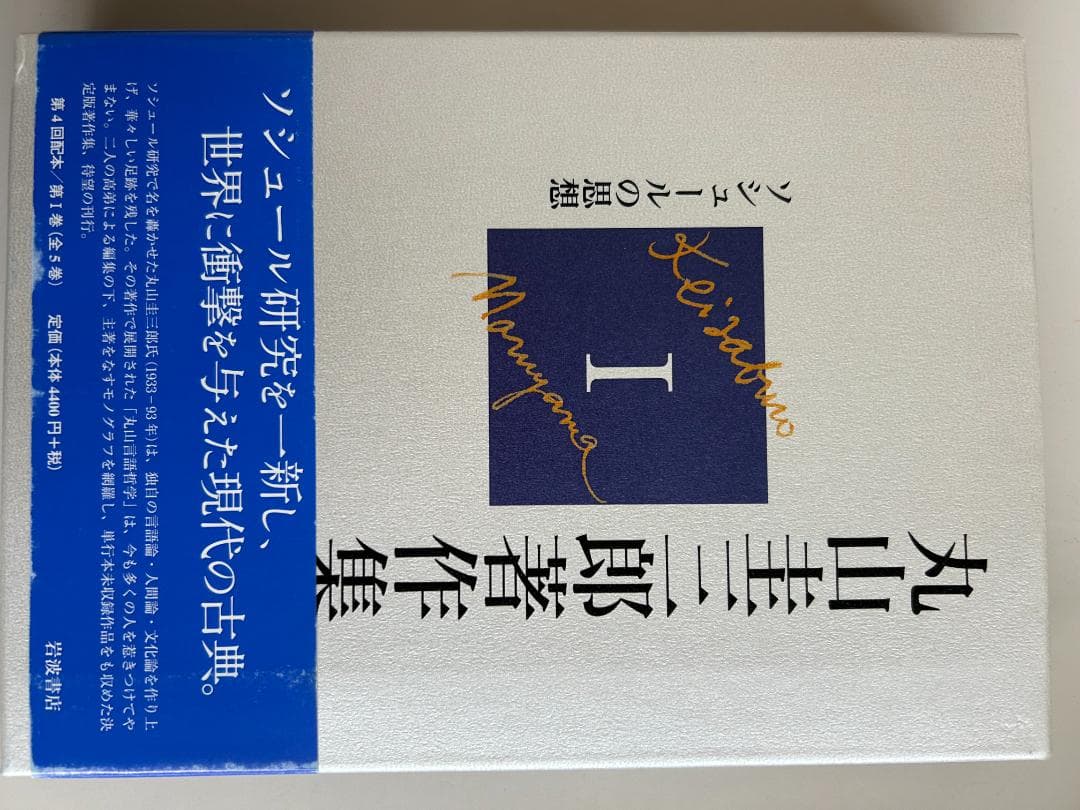 丸山圭三郎著作集
ソシュールの思想
Keisaburo
I
Maruyama
ソシュール研究を一新し、
世界に衝撃を与えた現代の古典。
ソシュール研究で名を轟かせた丸山圭三郎氏(1933-93年)は、独自の言語論・人間論・文化論を作り上
げ、華々しい足跡を残した。その著作で展開された「丸山言語哲学」は、今も多くの人を惹きつけてや
まない。二人の高弟による編集の下、主著をなすモノグラフを網羅し、単行本未収録作品をも収めた決
定版著作集、待望の刊行。
第4回配本/第I巻(全5巻) 定価(本体4400円+税)
岩波書店